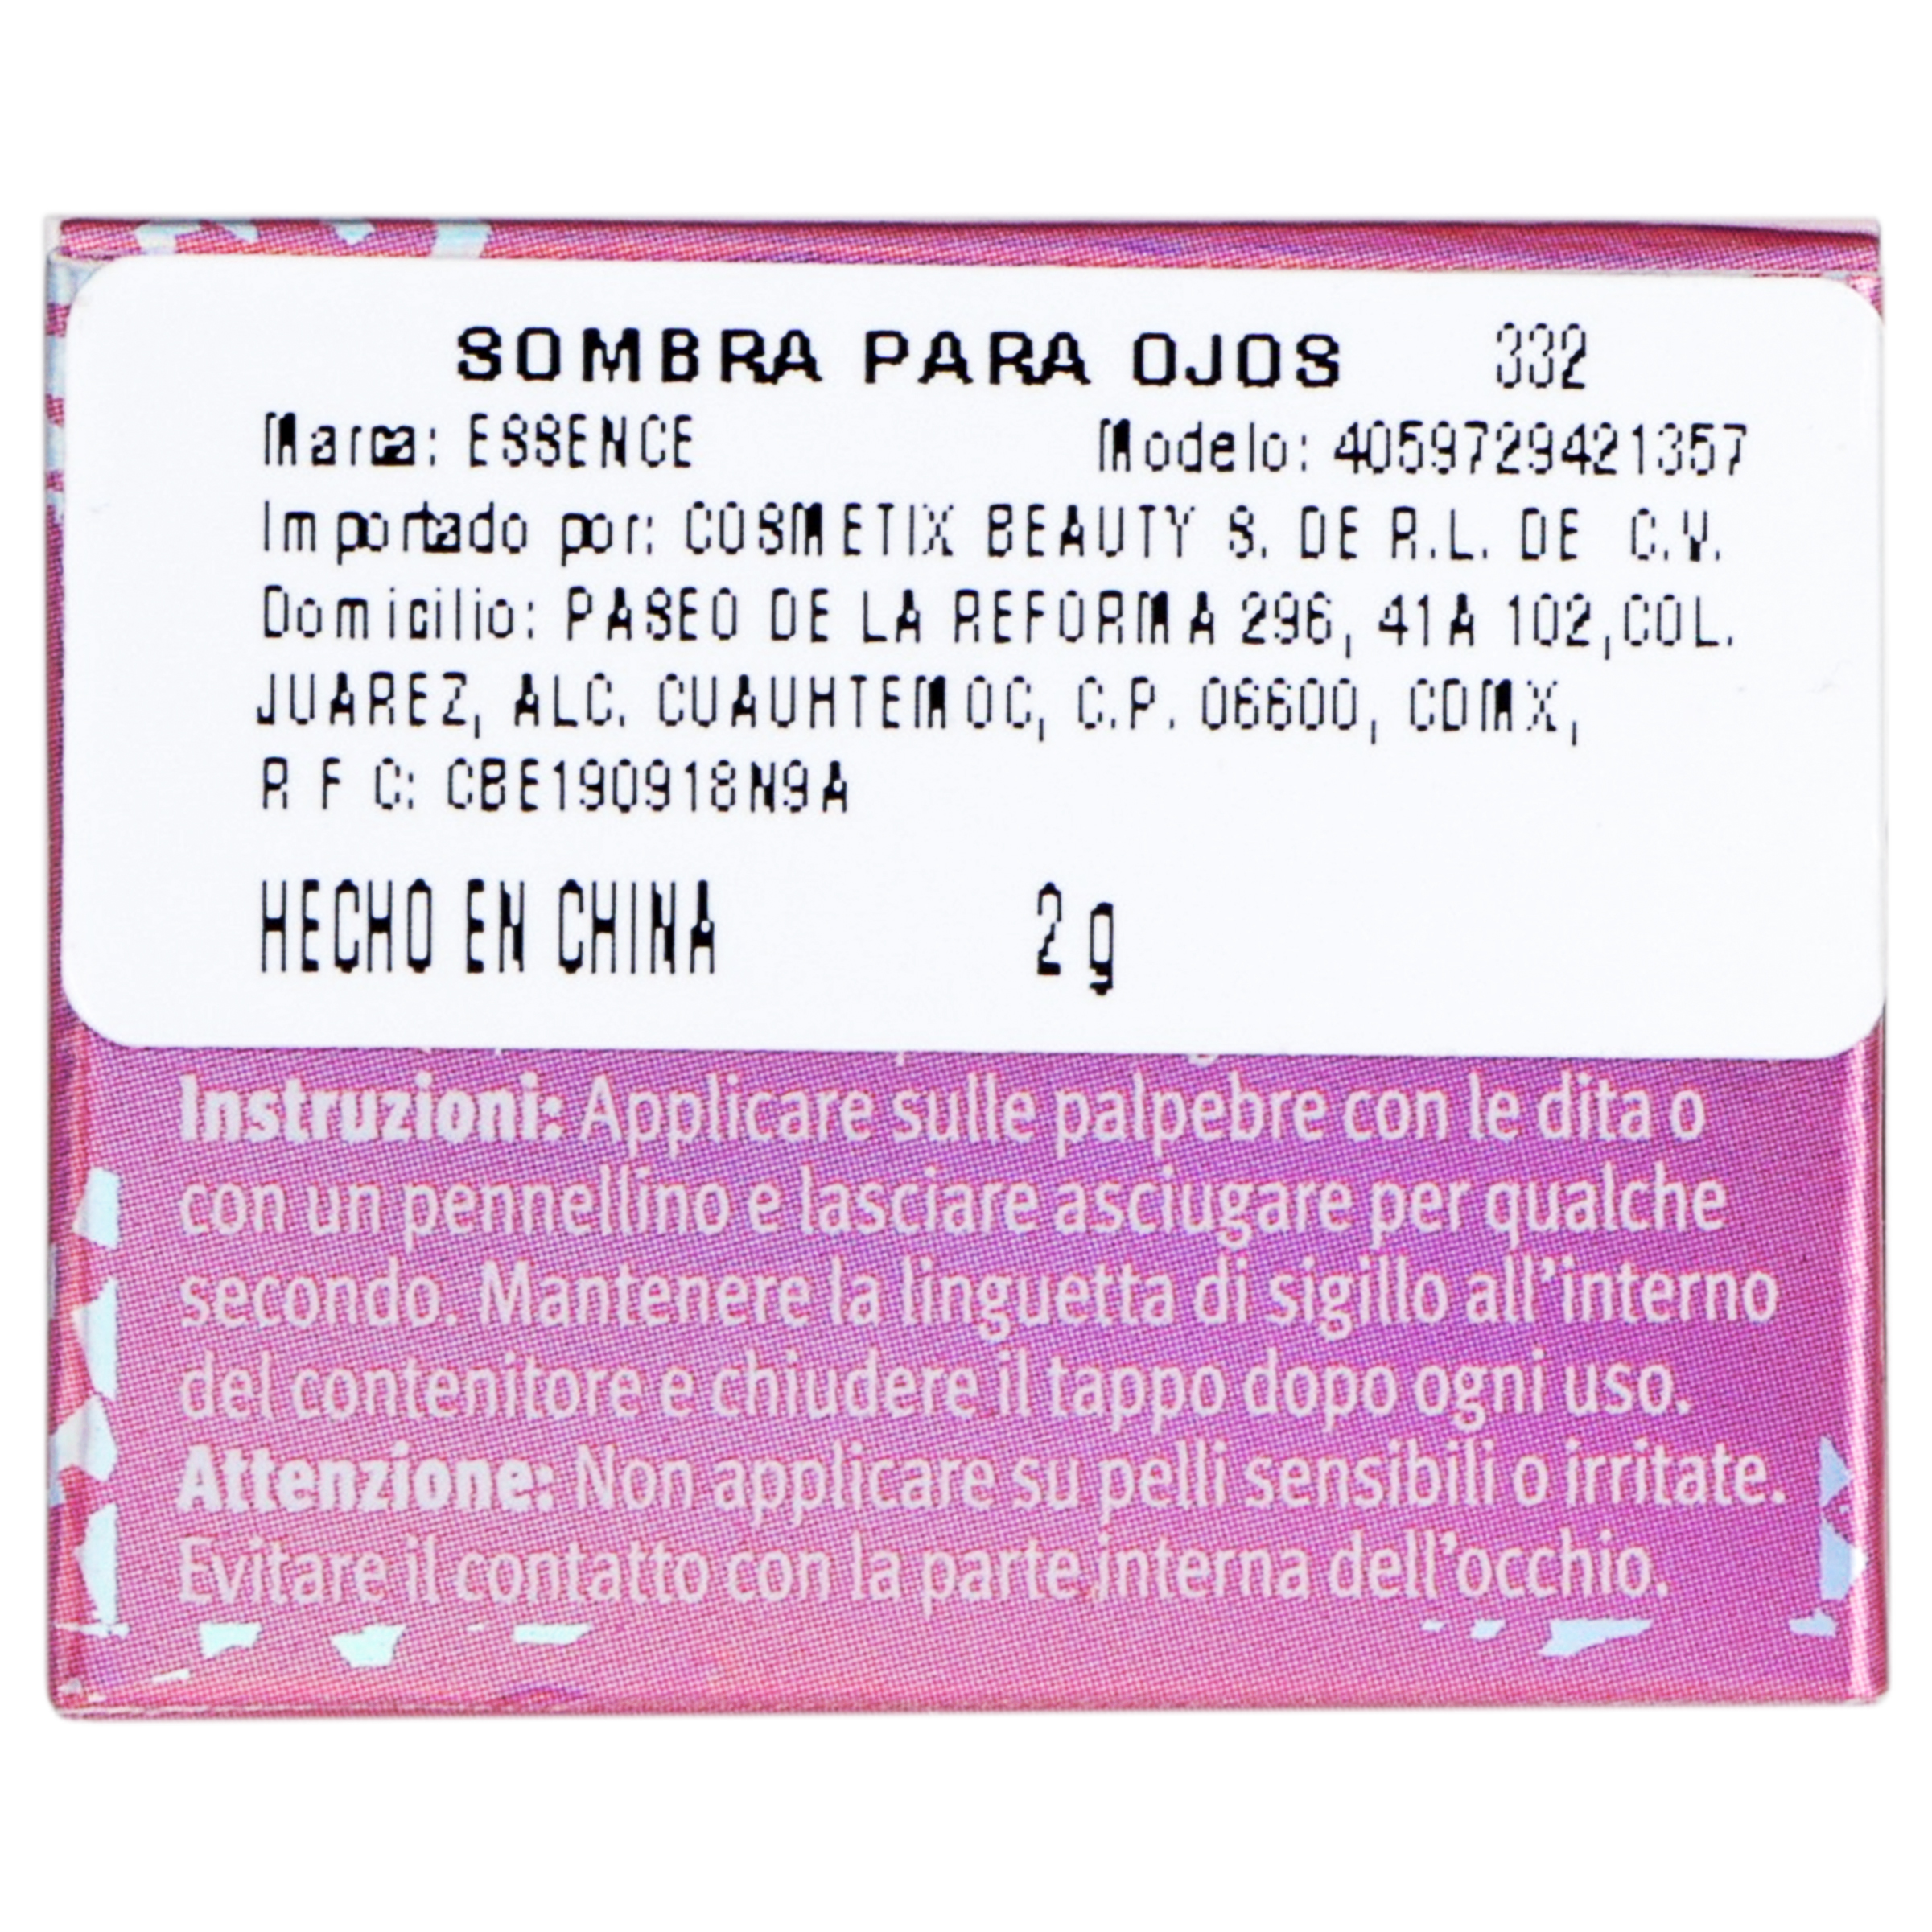 SOMBRA PARA OJOS 332
Marca: ESSENCE Modelo: 4059729421357
Importado por: COSMETIX BEAUTY S. DE R.L. DE C.V.
Domicilio: PASEO DE LA REFORMA 296, 41A 102,COL.
JUAREZ, ALC. CUAUHTEMOC, C.P. 06600, CDMX,
R F C: CBE190918N9A
HECHO EN CHINA 2 g
Instruzioni: Applicare sulle palpebre con le dita o
con un pennellino e lasciare asciugare per qualche
secondo. Mantenere la linguetta di sigillo all'interno
del contenitore e chiudere il tappo dopo ogni uso.
Attenzione: Non applicare su pelli sensibili o irritate.
Evitare il contatto con la parte interna dell'occhio.